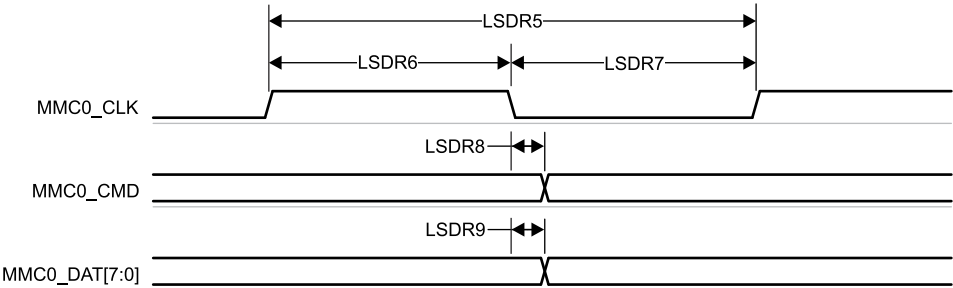 LSDR5
LSDR6 LSDR7
MMC0_CLK
LSDR8
MMC0_CMD
LSDR9
MMC0_DAT[7:0]